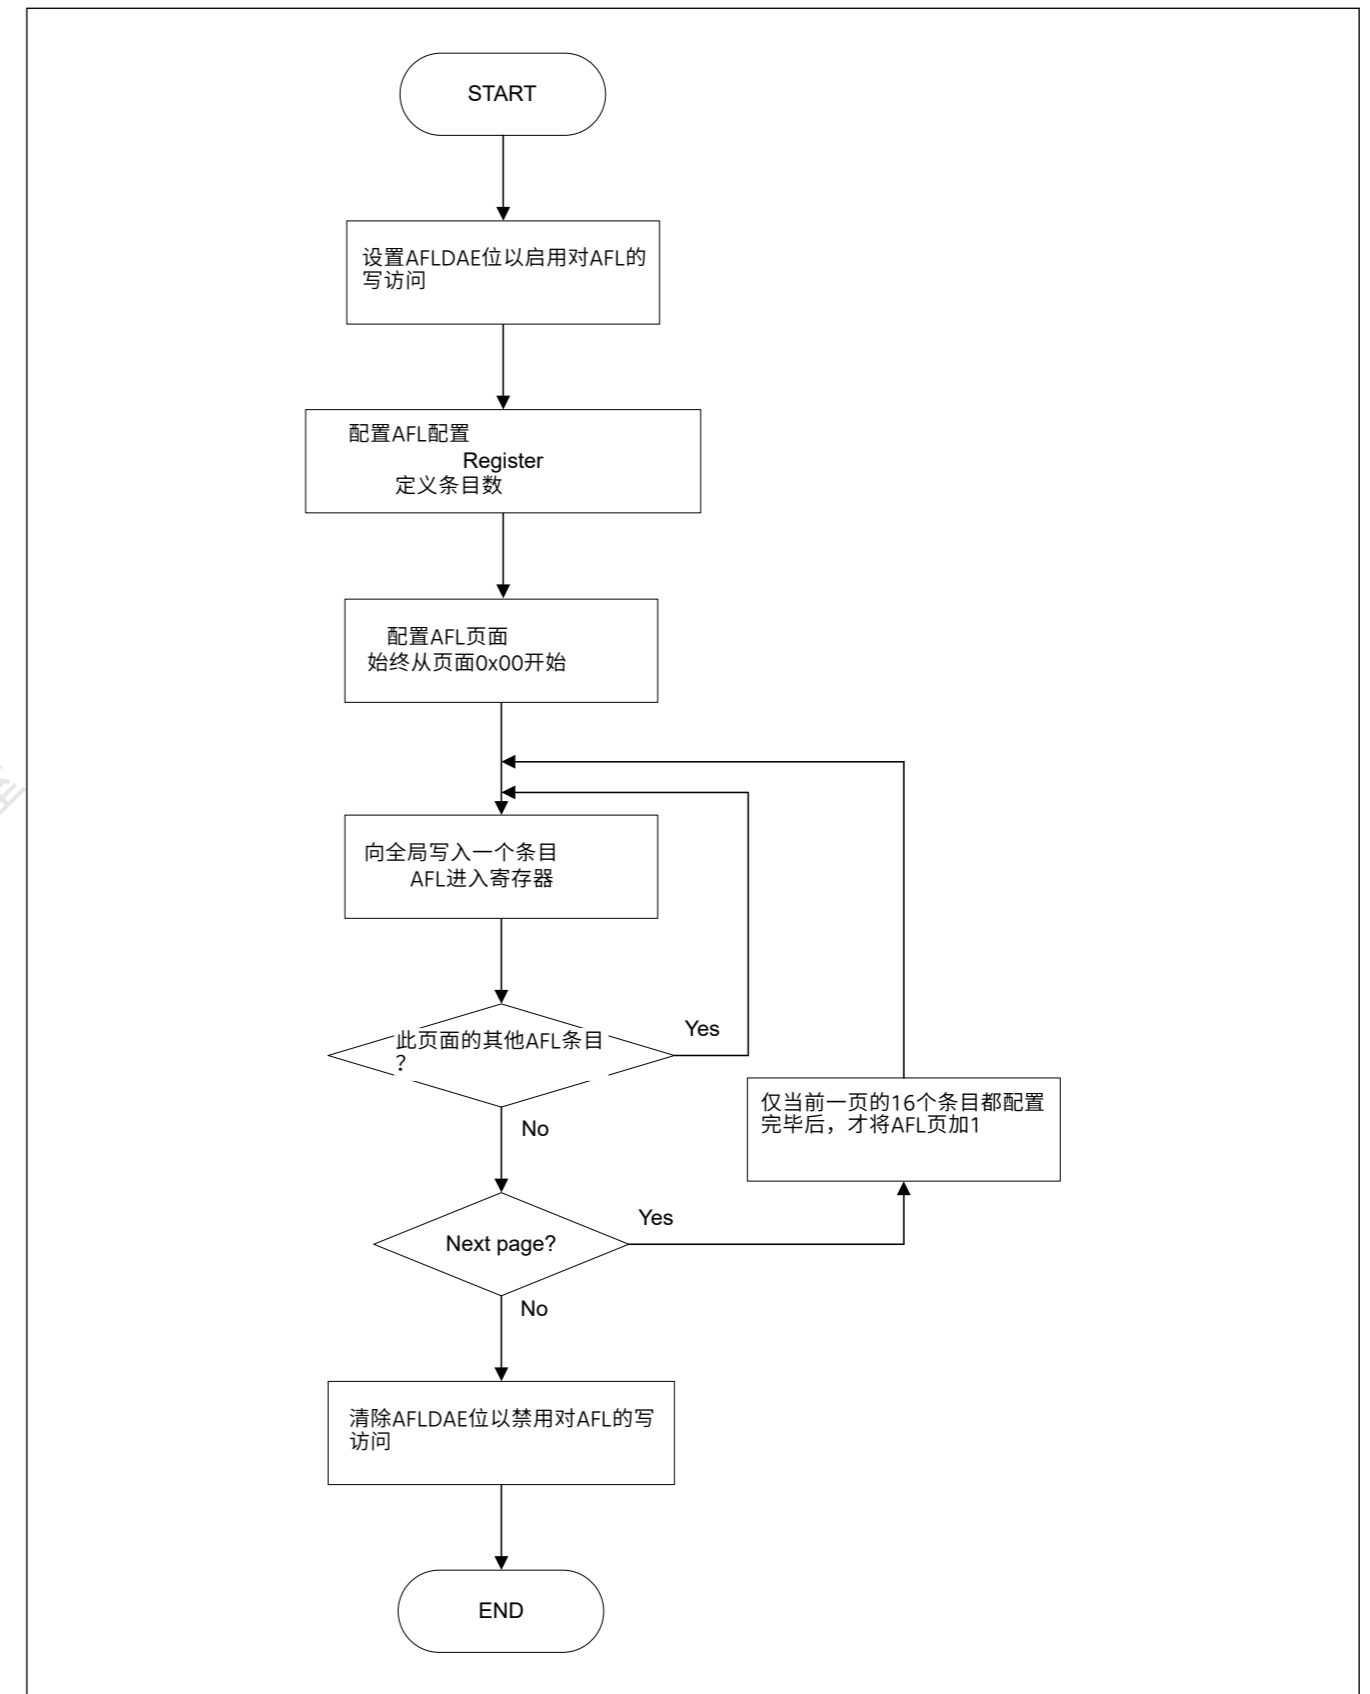 START
设置AFLDAE位以启用对AFL的
写访问
配置AFL配置
Register
定义条目数
配置AFL页面
始终从页面0x00开始
向全局写入一个条目
AFL进入寄存器
此页面的其他AFL条目
？
Yes
No
仅当前一页的16个条目都配置
完毕后，才将AFL页加1
Next page?
Yes
No
清除AFLDAE位以禁用对AFL的写
访问
END